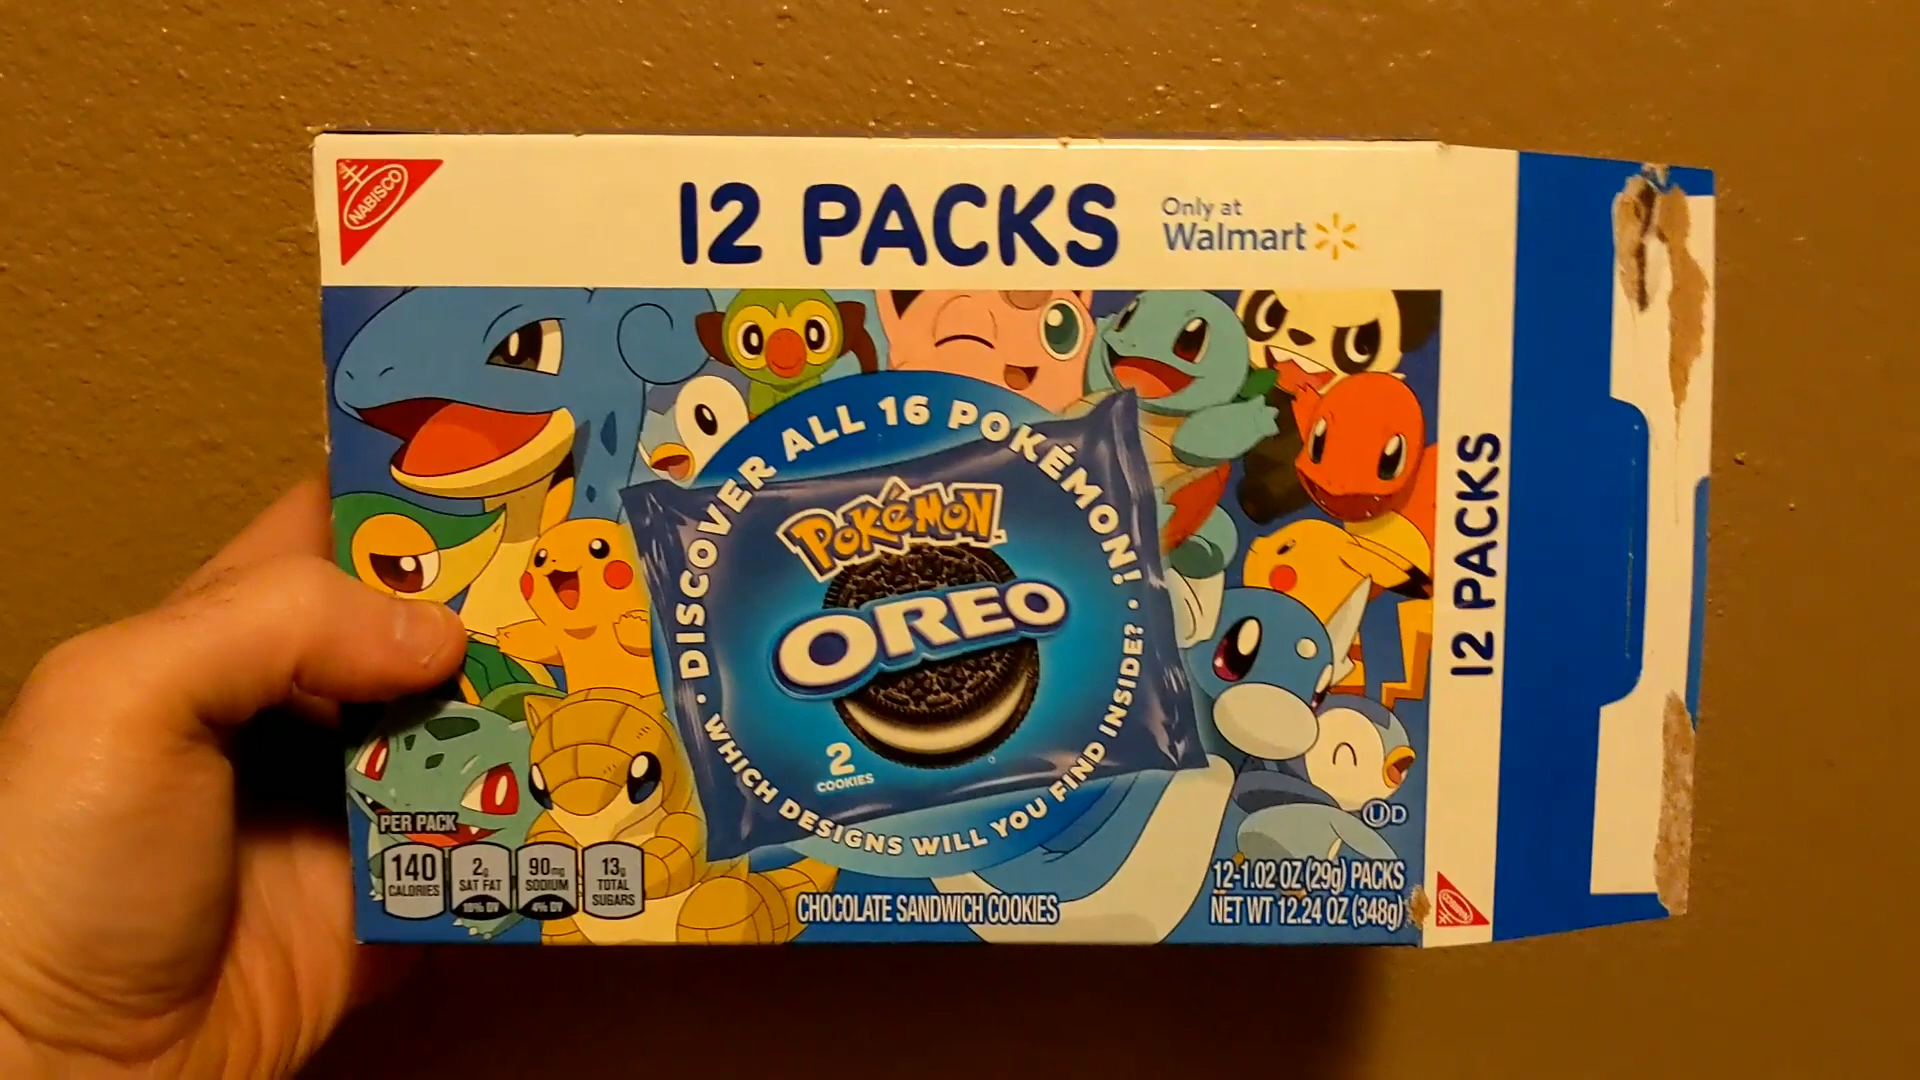 NABISCO
12 PACKS
Only at
Walmart
DISCOVER ALL 16 POKÉMON!
POKéMON
OREO
2
COOKIES
• WHICH DESIGNS WILL YOU FIND INSIDE? •
PER PACK
140
CALORIES
2g
SAT FAT
10% DV
90mg
SODIUM
4% DV
13g
TOTAL
SUGARS
CHOCOLATE SANDWICH COOKIES
UD
12-1.02 OZ (29g) PACKS
NET WT 12.24 OZ (348g)
12 PACKS
NABISCO